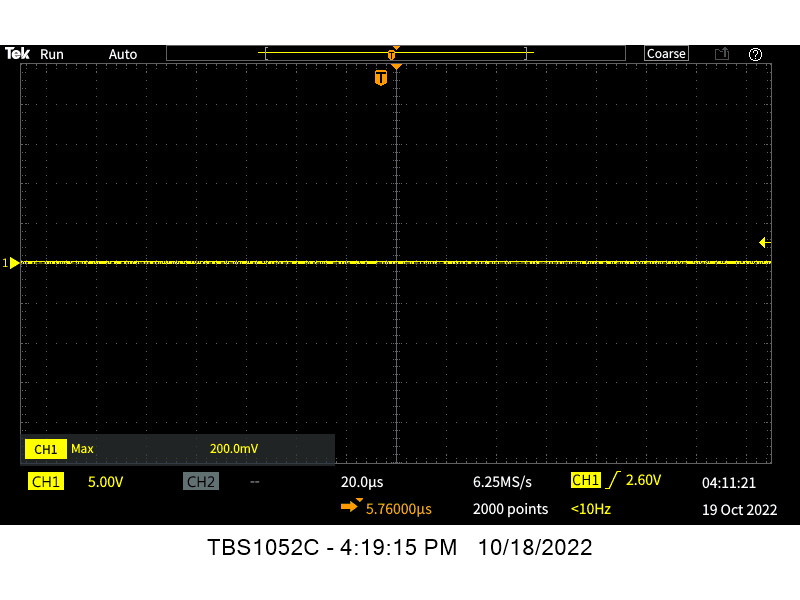 Tek Run Auto Coarse ?
T
T
1
CH1 Max 200.0mV
CH1 5.00V CH2 -- 20.0µs 6.25MS/s CH1 2.60V 04:11:21
5.76000µs 2000 points <10Hz 19 Oct 2022
TBS1052C - 4:19:15 PM 10/18/2022